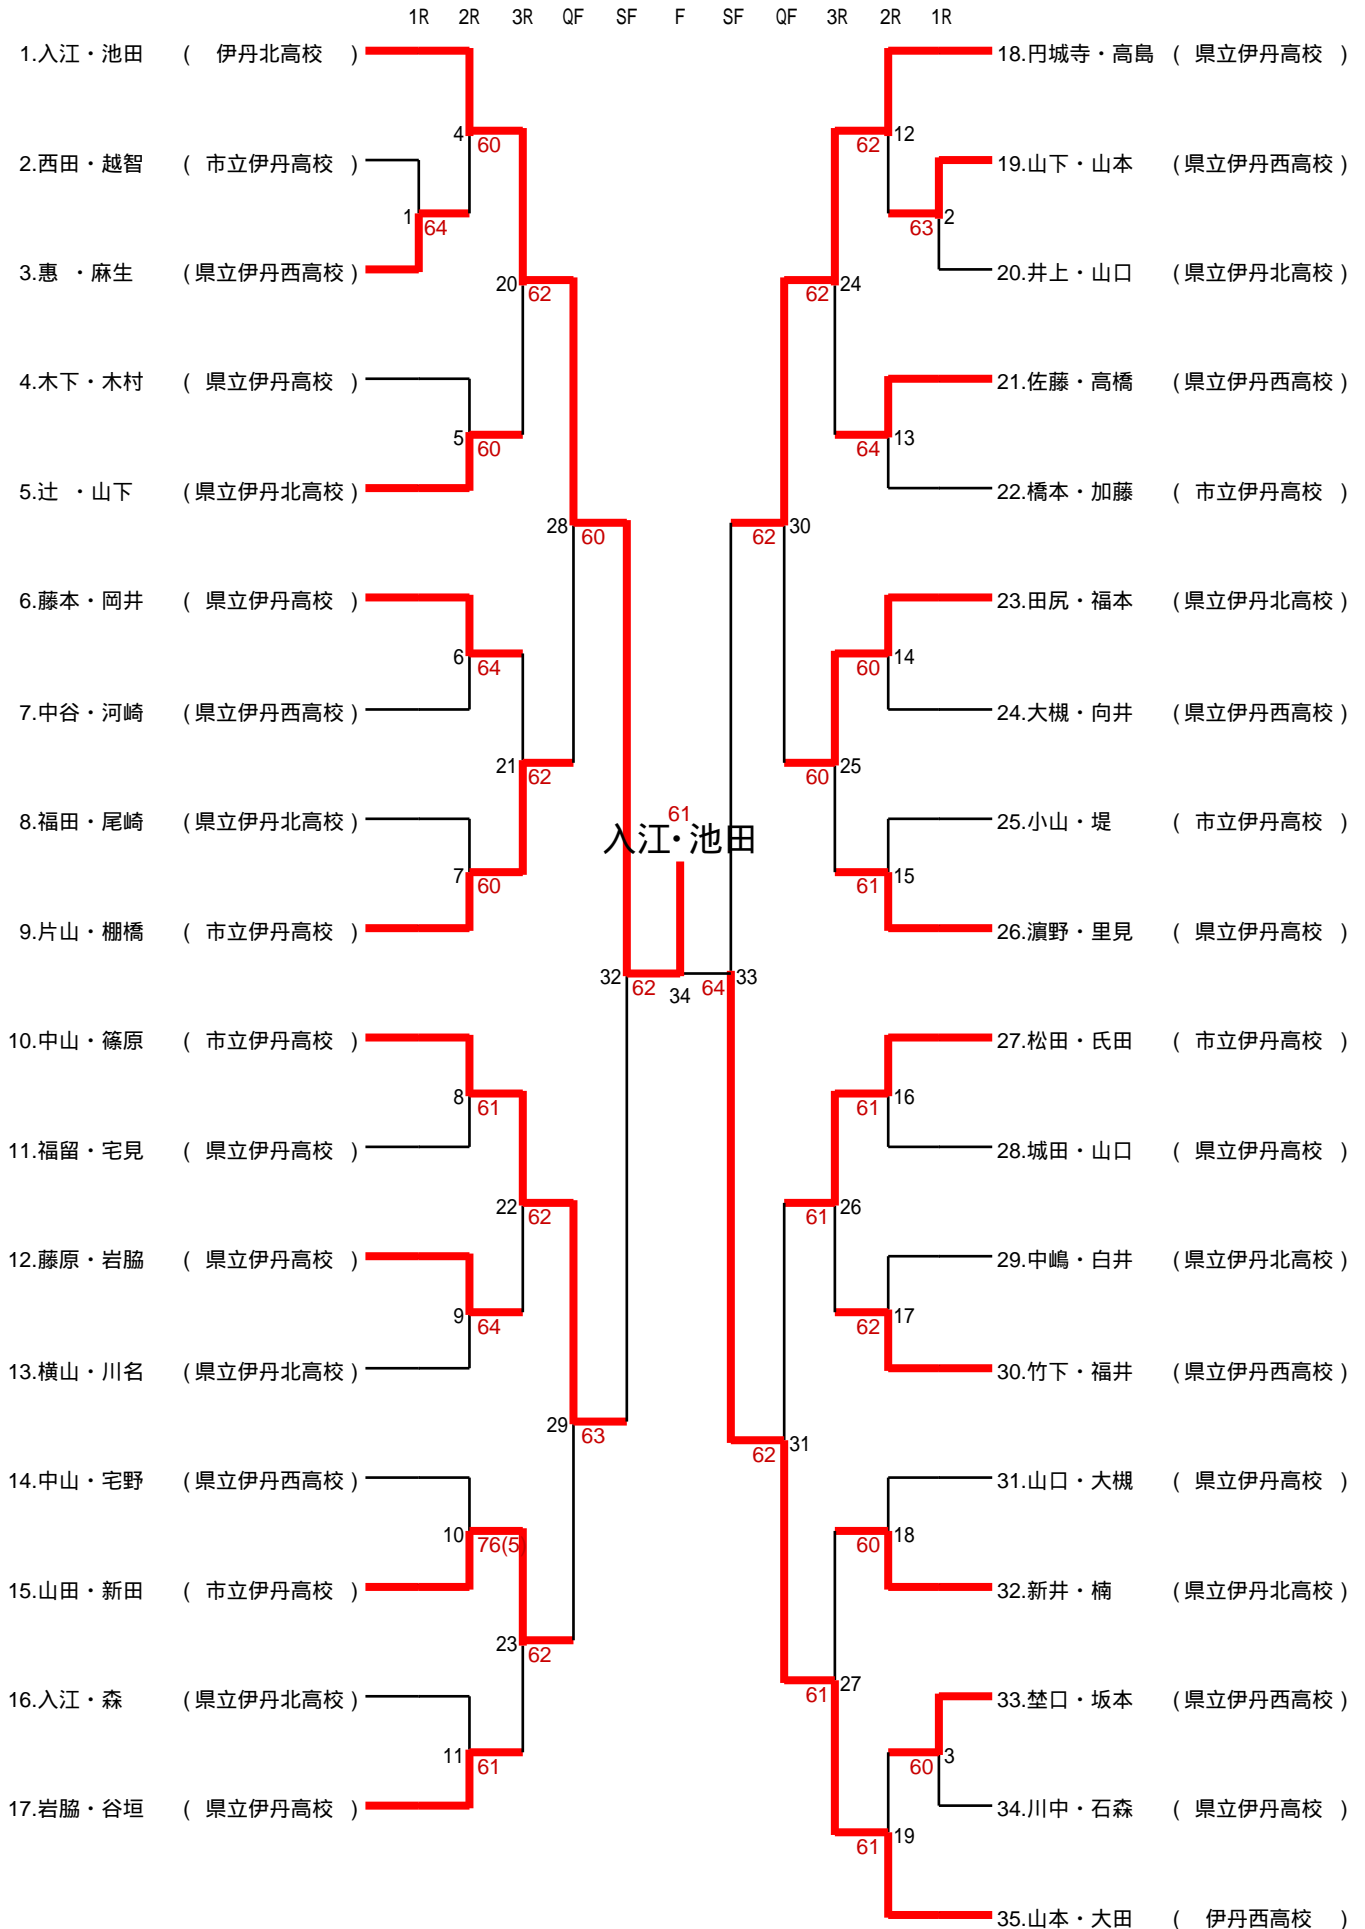 1R 2R 3R QF SF F SF QF 3R 2R 1R
1.入江・池田 ( 伊丹北高校 )
18.円城寺・高島 ( 県立伊丹高校 )
4 60
62 12
2.西田・越智 ( 市立伊丹高校 )
19.山下・山本 (県立伊丹西高校)
1 64
63 2
3.惠 ・麻生 (県立伊丹西高校)
20.井上・山口 (県立伊丹北高校)
20 62
62 24
4.木下・木村 ( 県立伊丹高校 )
21.佐藤・高橋 (県立伊丹西高校)
5 60
64 13
5.辻 ・山下 (県立伊丹北高校)
22.橋本・加藤 ( 市立伊丹高校 )
28 60
62 30
6.藤本・岡井 ( 県立伊丹高校 )
23.田尻・福本 (県立伊丹北高校)
6 64
60 14
7.中谷・河崎 (県立伊丹西高校)
24.大槻・向井 (県立伊丹西高校)
21 62
60 25
61
8.福田・尾崎 (県立伊丹北高校)
25.小山・堤 ( 市立伊丹高校 )
入江・池田
7 60
61 15
9.片山・棚橋 ( 市立伊丹高校 )
26.濵野・里見 ( 県立伊丹高校 )
32 62 34 64 33
10.中山・篠原 ( 市立伊丹高校 )
27.松田・氏田 ( 市立伊丹高校 )
8 61
61 16
11.福留・宅見 ( 県立伊丹高校 )
28.城田・山口 ( 県立伊丹高校 )
22 62
61 26
12.藤原・岩脇 ( 県立伊丹高校 )
29.中嶋・白井 (県立伊丹北高校)
9 64
62 17
13.横山・川名 (県立伊丹北高校)
30.竹下・福井 (県立伊丹西高校)
29 63
62 31
14.中山・宅野 (県立伊丹西高校)
31.山口・大槻 ( 県立伊丹高校 )
10 76(5)
60 18
15.山田・新田 ( 市立伊丹高校 )
32.新井・楠 (県立伊丹北高校)
23 62
61 27
16.入江・森 (県立伊丹北高校)
33.埜口・坂本 (県立伊丹西高校)
11 61
60 3
17.岩脇・谷垣 ( 県立伊丹高校 )
34.川中・石森 ( 県立伊丹高校 )
61 19
35.山本・大田 ( 伊丹西高校 )